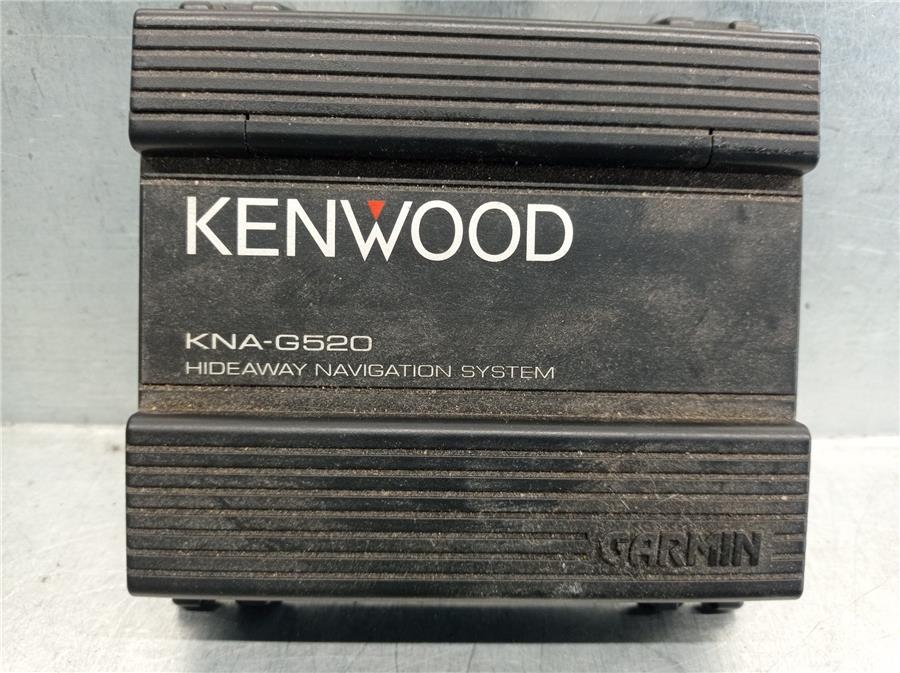 KENWOOD
KNA-G520
HIDEAWAY NAVIGATION SYSTEM
GARMIN